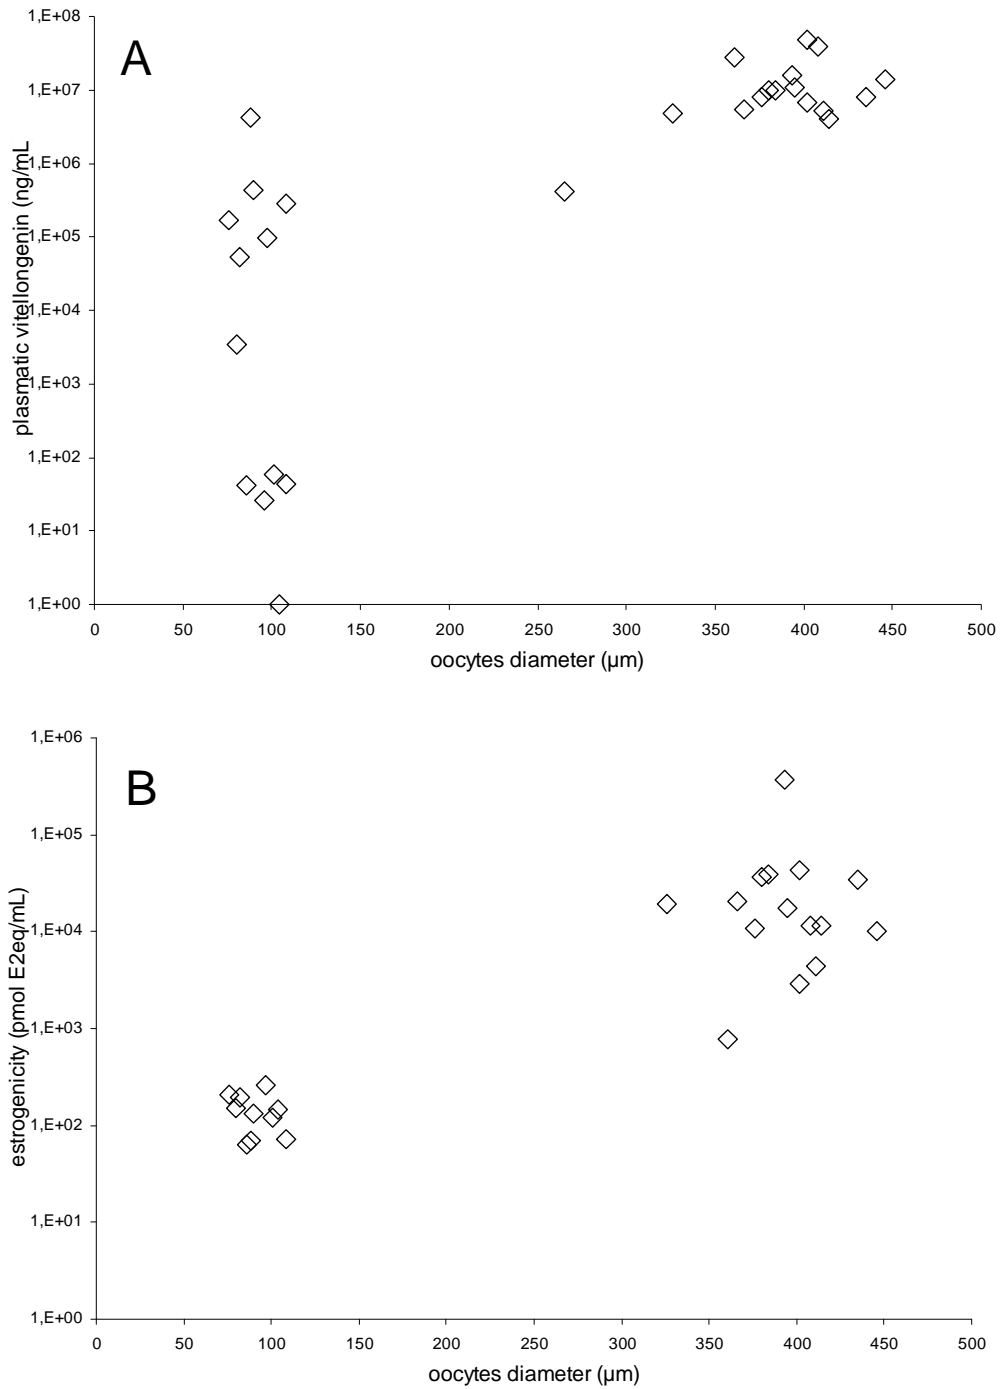 A
plasmatic vitellongenin (ng/mL)
1,E+08
1,E+07
1,E+06
1,E+05
1,E+04
1,E+03
1,E+02
1,E+01
1,E+00
0 50 100 150 200 250 300 350 400 450 500
oocytes diameter (µm)
B
estrogenicity (pmol E2eq/mL)
1,E+06
1,E+05
1,E+04
1,E+03
1,E+02
1,E+01
1,E+00
0 50 100 150 200 250 300 350 400 450 500
oocytes diameter (µm)